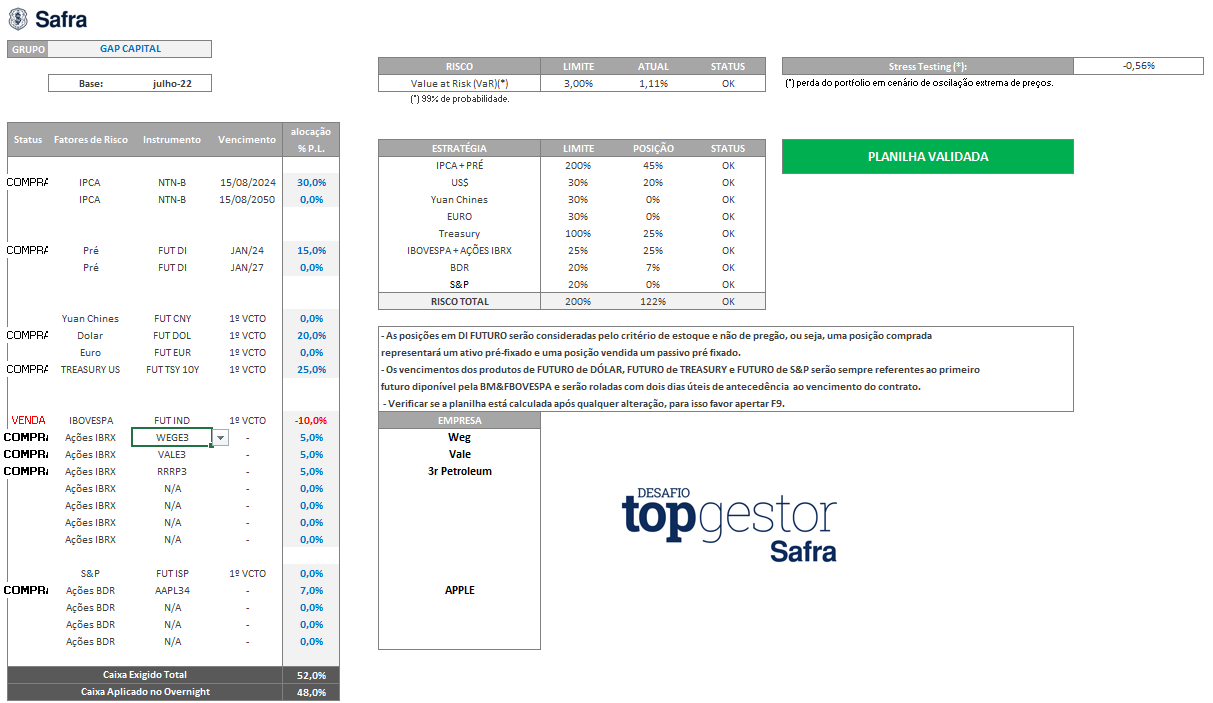 Safra
GRUPO GAP CAPITAL
Base: julho-22
RISCO LIMITE ATUAL STATUS
Value at Risk (VaR)(*) 3,00% 1,11% OK
(*) 99% de probabilidade.
Stress Testing (*): -0,56%
(*) perda do portfolio em cenário de oscilação extrema de preços.
Status Fatores de Risco Instrumento Vencimento alocação % P.L.
COMPRA IPCA NTN-B 15/08/2024 30,0%
IPCA NTN-B 15/08/2050 0,0%
COMPRA Pré FUT DI JAN/24 15,0%
Pré FUT DI JAN/27 0,0%
Yuan Chines FUT CNY 1º VCTO 0,0%
COMPRA Dolar FUT DOL 1º VCTO 20,0%
Euro FUT EUR 1º VCTO 0,0%
COMPRA TREASURY US FUT TSY 10Y 1º VCTO 25,0%
VENDA IBOVESPA FUT IND 1º VCTO -10,0%
COMPRA Ações IBRX WEGE3 - 5,0%
COMPRA Ações IBRX VALE3 - 5,0%
COMPRA Ações IBRX RRRP3 - 5,0%
Ações IBRX N/A - 0,0%
Ações IBRX N/A - 0,0%
Ações IBRX N/A - 0,0%
Ações IBRX N/A - 0,0%
S&P FUT ISP 1º VCTO 0,0%
COMPRA Ações BDR AAPL34 - 7,0%
Ações BDR N/A - 0,0%
Ações BDR N/A - 0,0%
Ações BDR N/A - 0,0%
Caixa Exigido Total 52,0%
Caixa Aplicado no Overnight 48,0%
ESTRATÉGIA LIMITE POSIÇÃO STATUS
IPCA + PRÉ 200% 45% OK
US$ 30% 20% OK
Yuan Chines 30% 0% OK
EURO 30% 0% OK
Treasury 100% 25% OK
IBOVESPA + AÇÕES IBRX 25% 25% OK
BDR 20% 7% OK
S&P 20% 0% OK
RISCO TOTAL 200% 122% OK
PLANILHA VALIDADA
- As posições em DI FUTURO serão consideradas pelo critério de estoque e não de pregão, ou seja, uma posição comprada
representará um ativo pré-fixado e uma posição vendida um passivo pré fixado.
- Os vencimentos dos produtos de FUTURO de DÓLAR, FUTURO de TREASURY e FUTURO de S&P serão sempre referentes ao primeiro
futuro diponível pela BM&FBOVESPA e serão roladas com dois dias úteis de antecedência ao vencimento do contrato.
- Verificar se a planilha está calculada após qualquer alteração, para isso favor apertar F9.
EMPRESA
Weg
Vale
3r Petroleum
APPLE
DESAFIO
topgestor
Safra